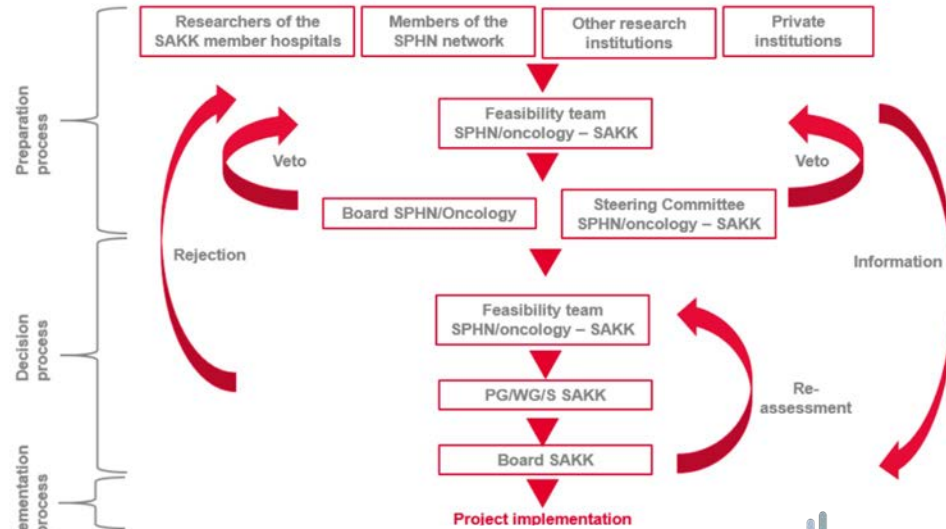 Researchers of the
SAKK member hospitals
Members of the
SPHN network
Other research
institutions
Private
institutions
Preparation
process
Feasibility team
SPHN/oncology – SAKK
Veto
Veto
Board SPHN/Oncology
Steering Committee
SPHN/oncology – SAKK
Rejection
Information
Decision
process
Feasibility team
SPHN/oncology – SAKK
PG/WG/S SAKK
Re-
assessment
Board SAKK
ementation
process
Project implementation